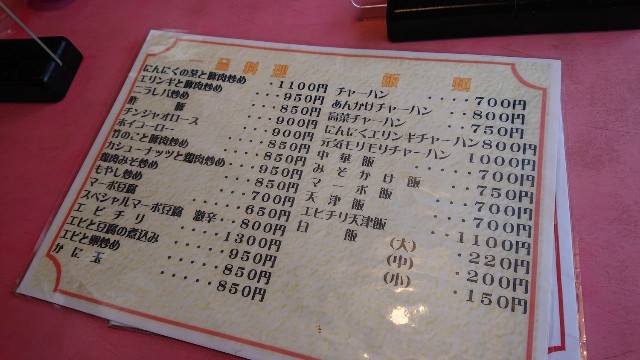 一品料理
にんにくの茎と豚肉炒め ・1100円
エリンギと豚肉炒め ・・・・950円
ニラレバ炒め ・・・・・850円
酢豚 ・・・・・900円
チンジャオロース ・・・・900円
ホイコーロー ・・・・・850円
竹のこと豚肉炒め ・・・・850円
カシューナッツと鶏肉炒め ・950円
鶏肉みそ炒め ・・・・・850円
もやし炒め ・・・・・700円
マーボ豆腐 ・・・・・650円
スペシャルマーボ豆腐 激辛 ・・800円
エビチリ ・・・・1300円
エビと豆腐の煮込み ・・・・950円
エビと卵炒め ・・・・・850円
かに玉 ・・・・・850円
飯類
チャーハン ・・・・700円
あんかけチャーハン ・・・800円
高菜チャーハン ・・・・750円
にんにくエリンギチャーハン 800円
元気モリモリチャーハン 1000円
中華飯 ・・・・700円
みそかけ飯 ・・・・750円
マーボ飯 ・・・・700円
天津飯 ・・・・700円
エビチリ天津飯 ・・1100円
白飯 (大) ・・220円
(中) ・・200円
(小) ・・150円